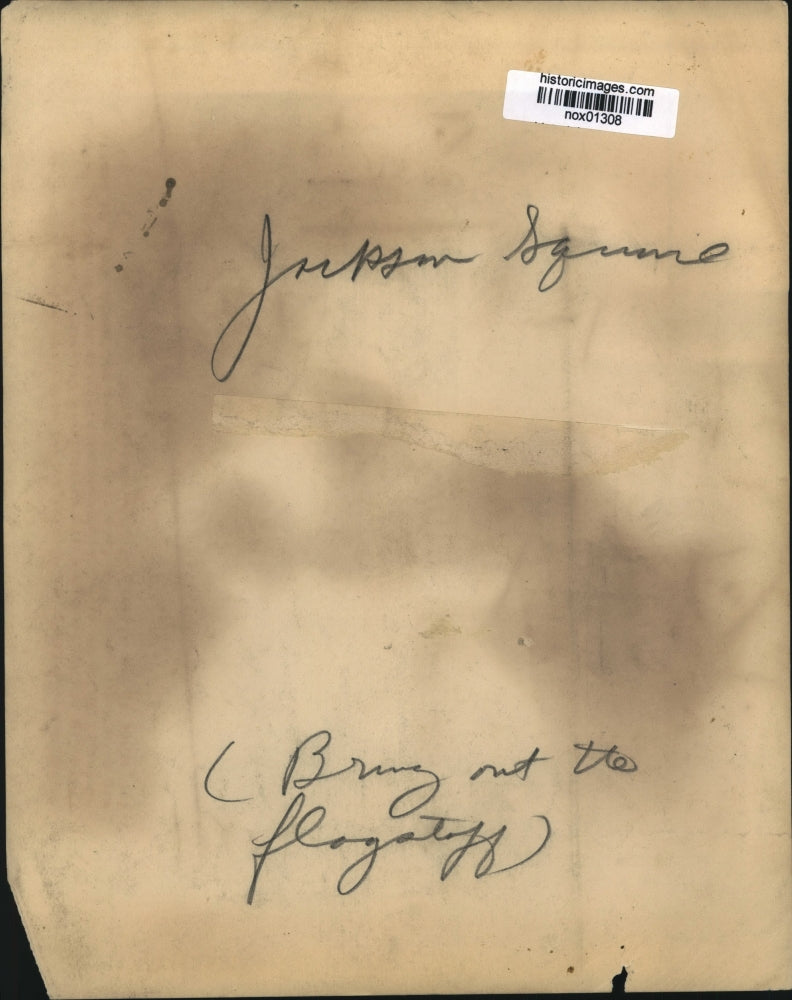 historicimages.com
nox01308
Jackson Square
(Bring out the
flagstaff)